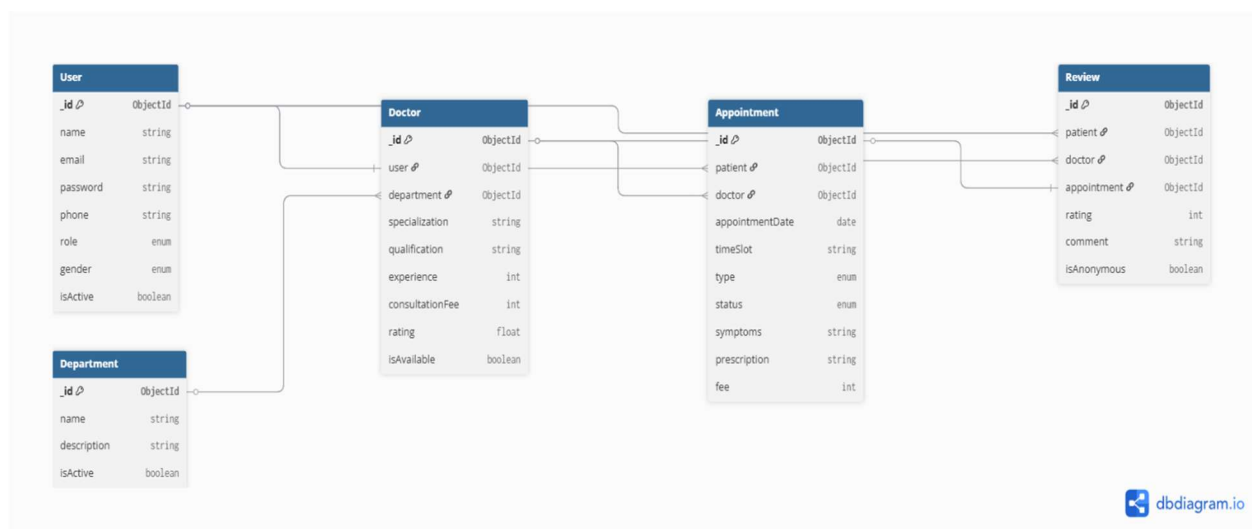 User
_id ObjectId
name string
email string
password string
phone string
role enum
gender enum
isActive boolean
Department
_id ObjectId
name string
description string
isActive boolean
Doctor
_id ObjectId
user ObjectId
department ObjectId
specialization string
qualification string
experience int
consultationFee int
rating float
isAvailable boolean
Appointment
_id ObjectId
patient ObjectId
doctor ObjectId
appointmentDate date
timeSlot string
type enum
status enum
symptoms string
prescription string
fee int
Review
_id ObjectId
patient ObjectId
doctor ObjectId
appointment ObjectId
rating int
comment string
isAnonymous boolean
dbdiagram.io